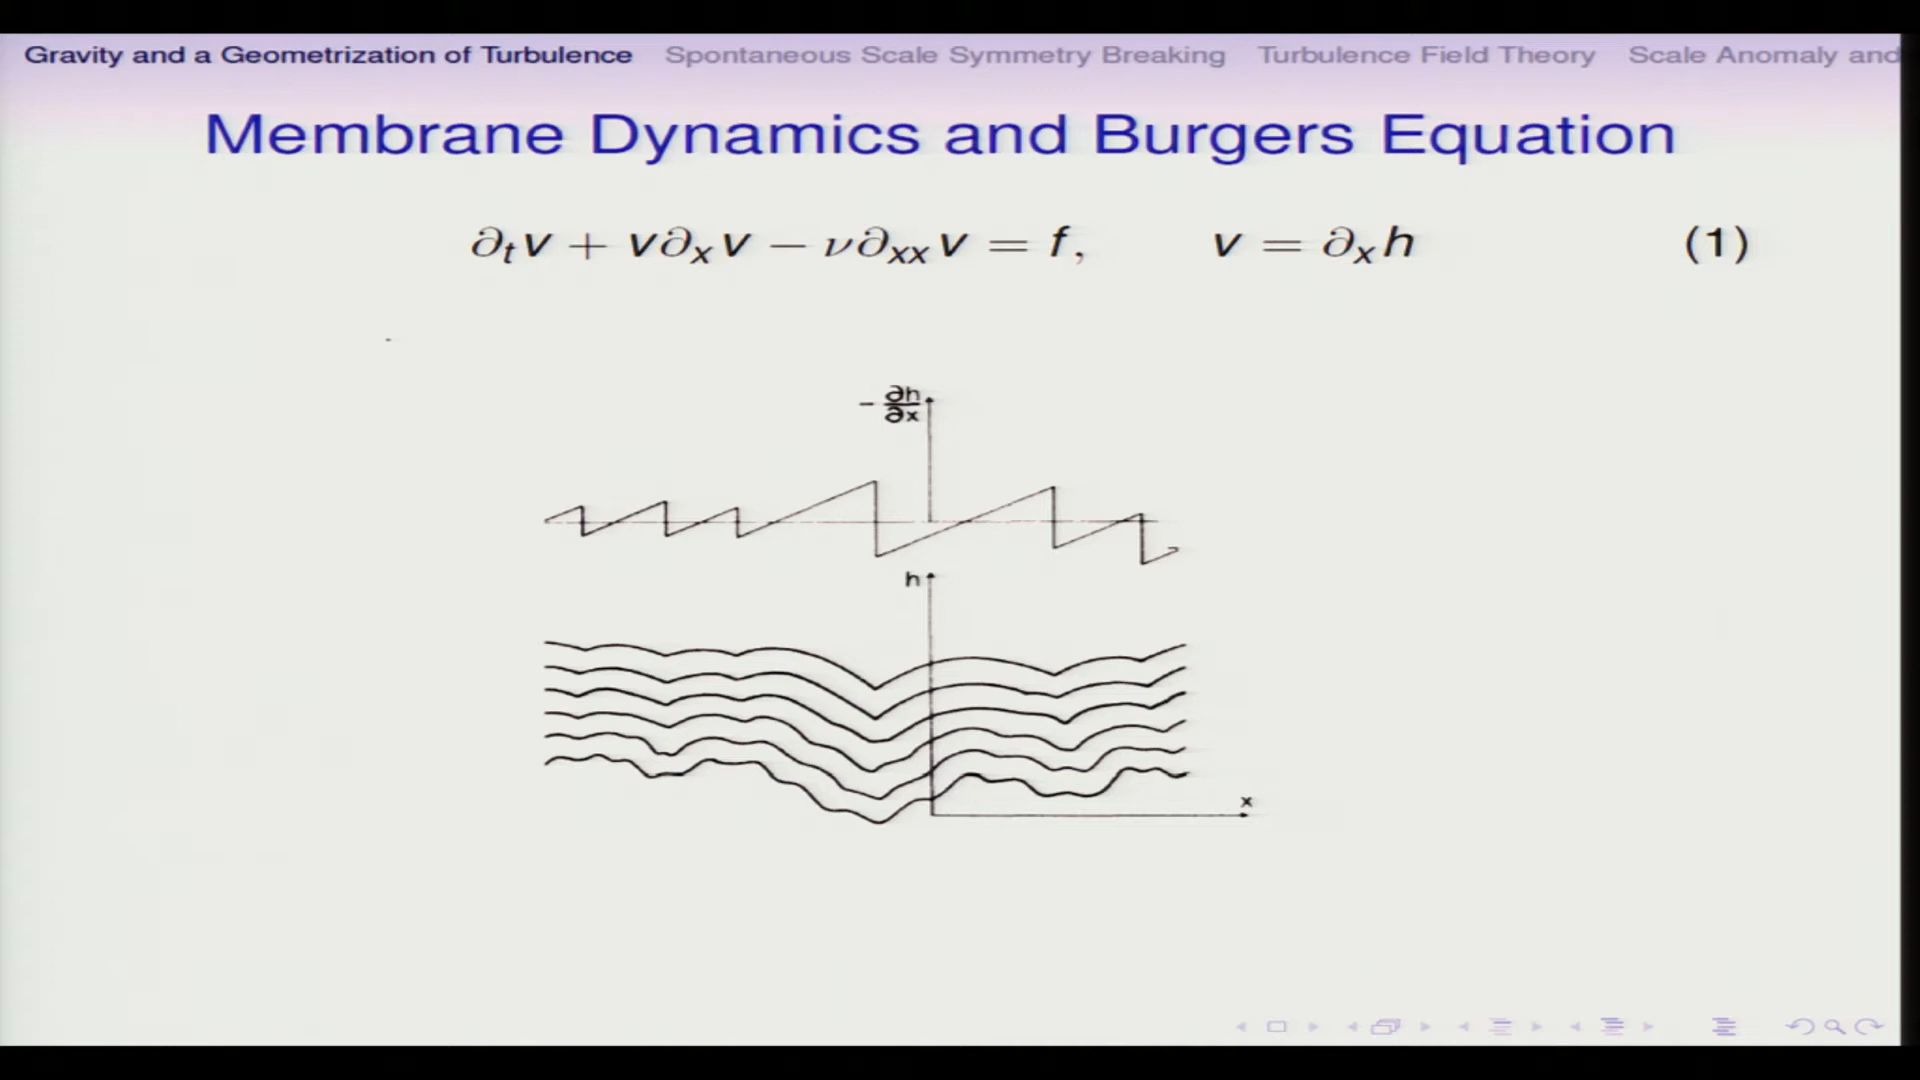 Gravity and a Geometrization of Turbulence Spontaneous Scale Symmetry Breaking Turbulence Field Theory Scale Anomaly and
Membrane Dynamics and Burgers Equation
∂ₜv + v∂ₓv − ν∂ₓₓv = f, v = ∂ₓh (1)
− ∂h/∂x
h
x